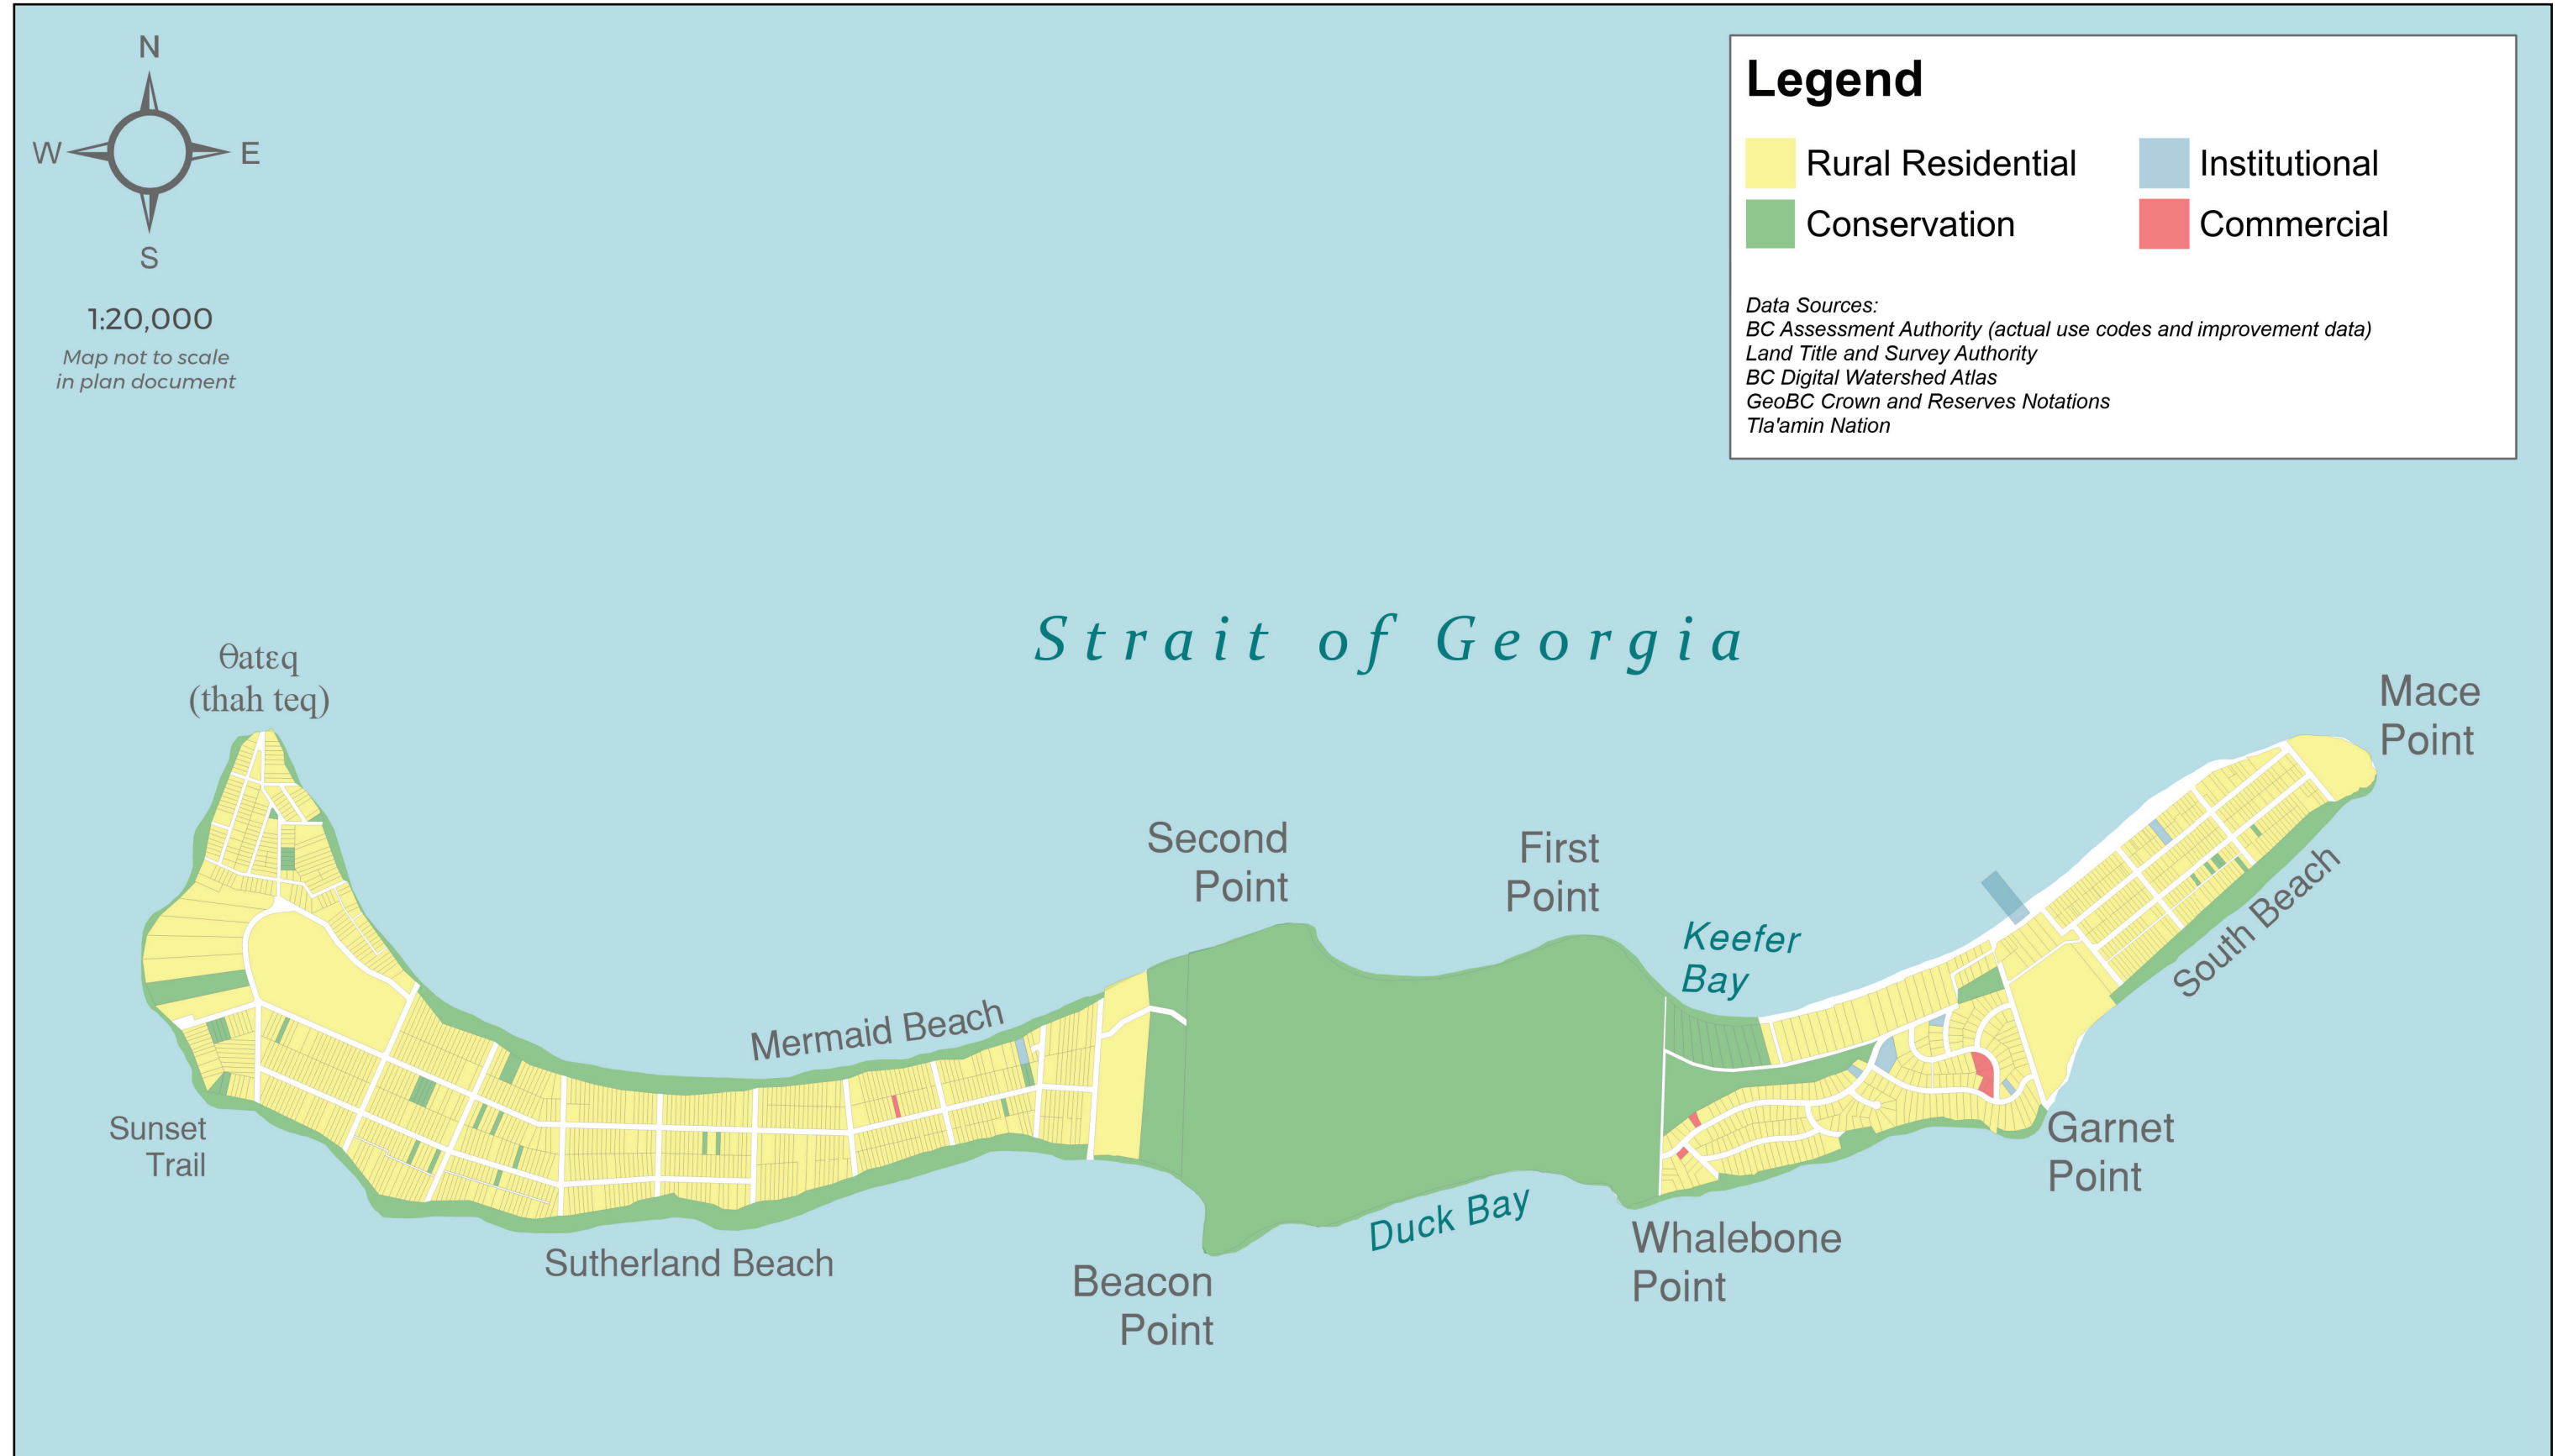 N
W
E
S
1:20,000
Map not to scale
in plan document
Legend
Rural Residential
Institutional
Conservation
Commercial
Data Sources:
BC Assessment Authority (actual use codes and improvement data)
Land Title and Survey Authority
BC Digital Watershed Atlas
GeoBC Crown and Reserves Notations
Tla'amin Nation
Strait of Georgia
θatɛq
(thah teq)
Mace
Point
Second
Point
First
Point
Keefer
Bay
South Beach
Mermaid Beach
Sunset
Trail
Garnet
Point
Duck Bay
Whalebone
Point
Sutherland Beach
Beacon
Point